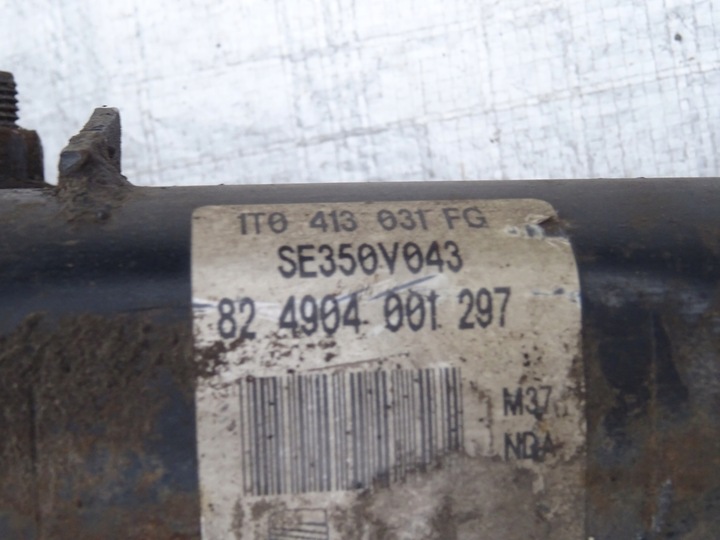 1T0 413 031 FG
SE350V043
82 4904 001 297
M37
NDA